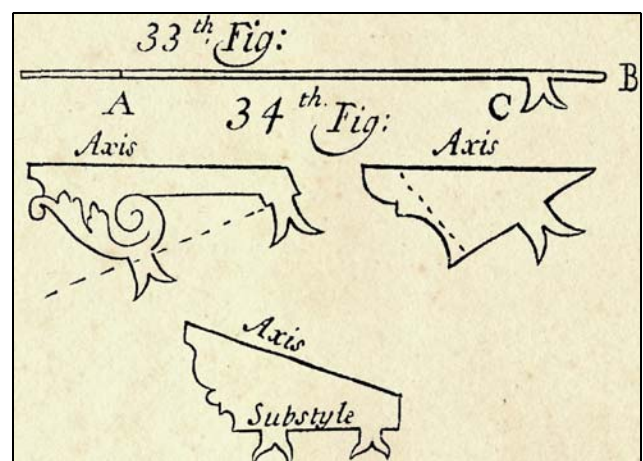 33th Fig:
A C B
34th. Fig:
Axis Axis
Axis
Substyle